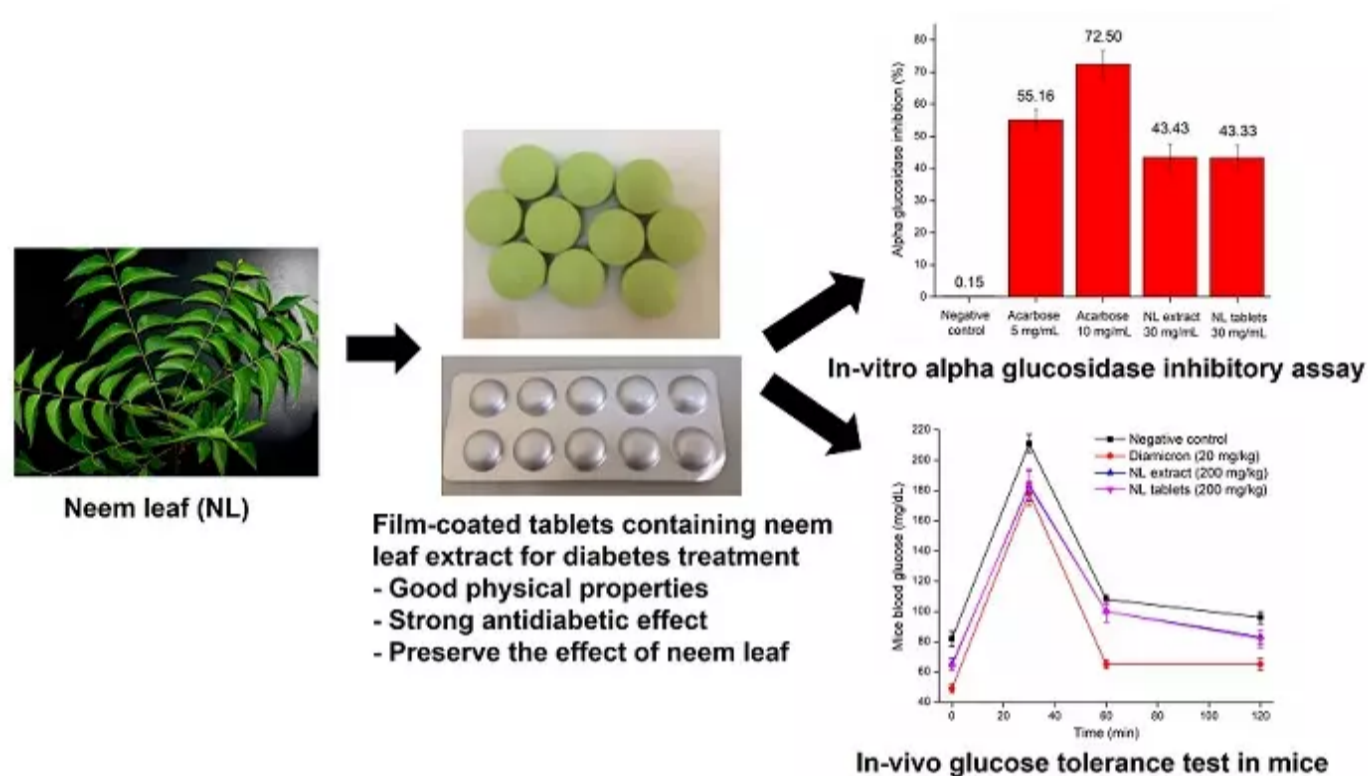 Neem leaf (NL)
Film-coated tablets containing neem
leaf extract for diabetes treatment
- Good physical properties
- Strong antidiabetic effect
- Preserve the effect of neem leaf
Alpha glucosidase inhibition (%)
80
70
60
50
40
30
20
10
0
0.15
55.16
72.50
43.43
43.33
Negative control
Acarbose 5 mg/mL
Acarbose 10 mg/mL
NL extract 30 mg/mL
NL tablets 30 mg/mL
In-vitro alpha glucosidase inhibitory assay
Mice blood glucose (mg/dL)
220
200
180
160
140
120
100
80
60
40
Negative control
Diamicron (20 mg/kg)
NL extract (200 mg/kg)
NL tablets (200 mg/kg)
0 20 40 60 80 100 120
Time (min)
In-vivo glucose tolerance test in mice